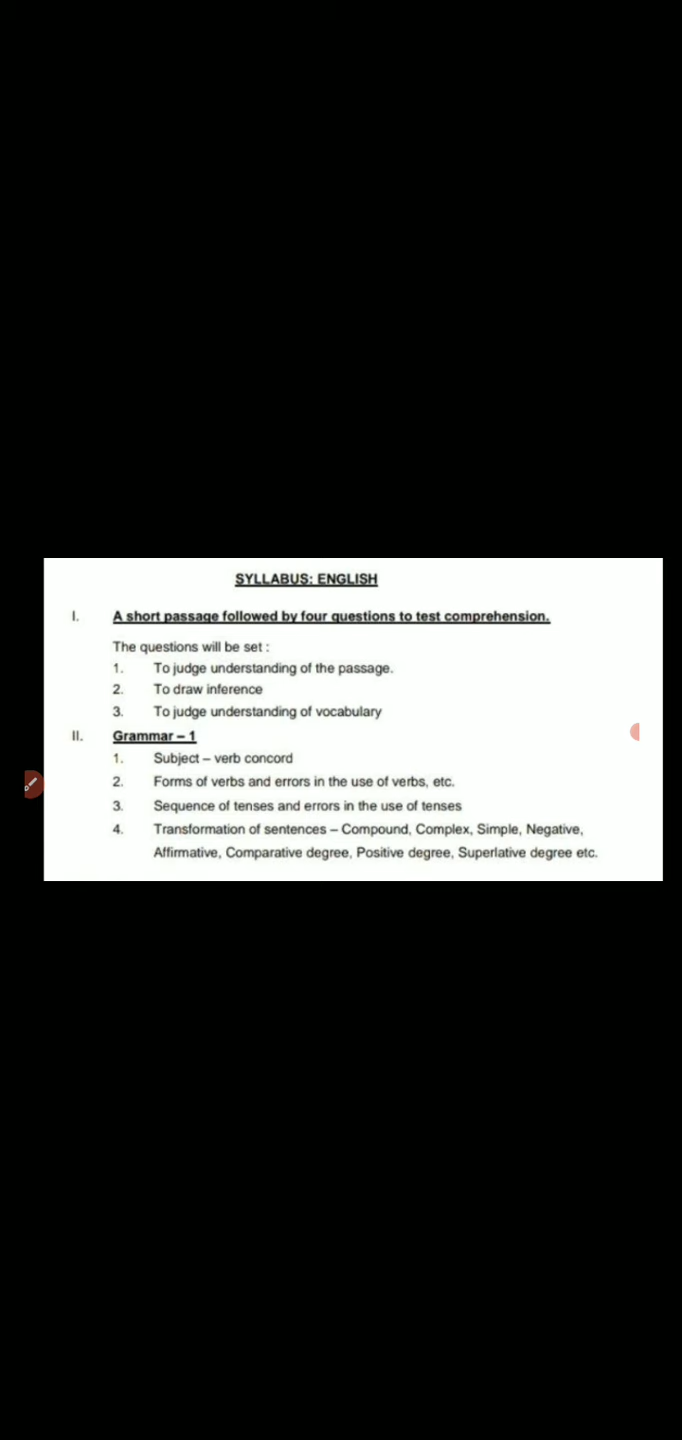 SYLLABUS: ENGLISH
I. A short passage followed by four questions to test comprehension.
The questions will be set :
1. To judge understanding of the passage.
2. To draw inference
3. To judge understanding of vocabulary
II. Grammar – 1
1. Subject – verb concord
2. Forms of verbs and errors in the use of verbs, etc.
3. Sequence of tenses and errors in the use of tenses
4. Transformation of sentences – Compound, Complex, Simple, Negative,
Affirmative, Comparative degree, Positive degree, Superlative degree etc.